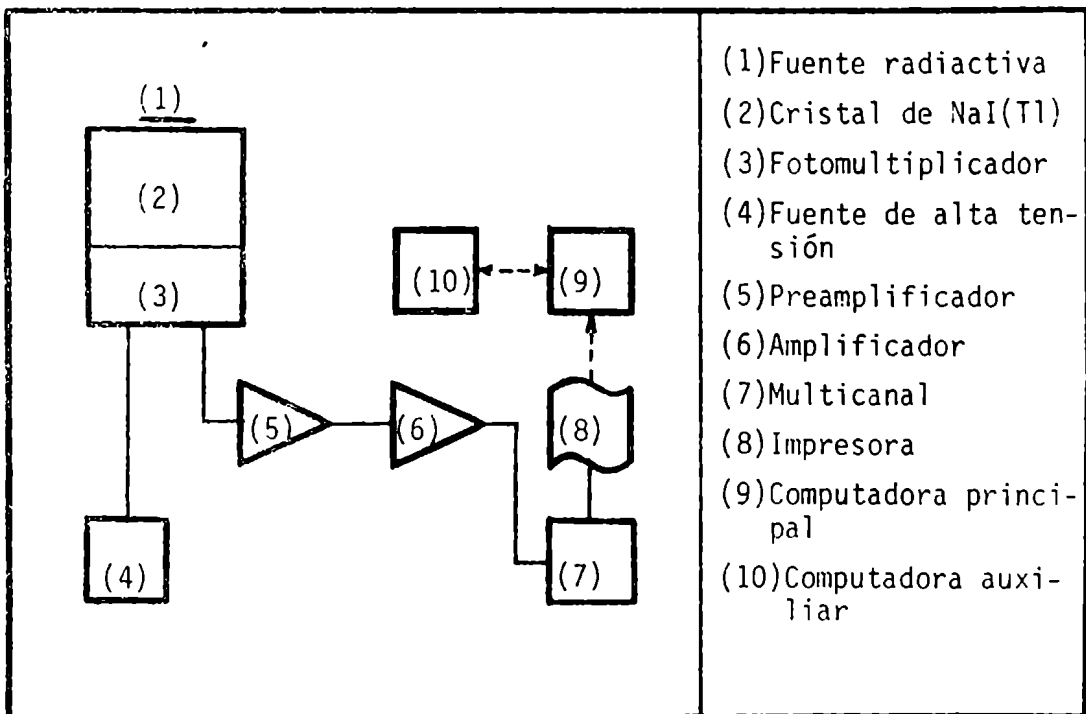 (1)
(2)
(3)
(10)
(9)
(5)
(6)
(8)
(4)
(7)
(1)Fuente radiactiva
(2)Cristal de NaI(Tl)
(3)Fotomultiplicador
(4)Fuente de alta ten-
sión
(5)Preamplificador
(6)Amplificador
(7)Multicanal
(8)Impresora
(9)Computadora princi-
pal
(10)Computadora auxi-
liar